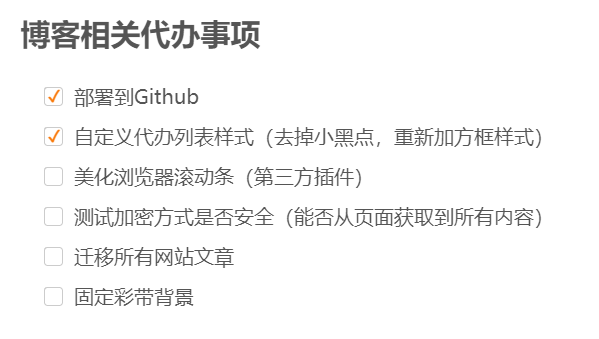 博客相关代办事项
部署到Github
自定义代办列表样式（去掉小黑点，重新加方框样式）
美化浏览器滚动条（第三方插件）
测试加密方式是否安全（能否从页面获取到所有内容）
迁移所有网站文章
固定彩带背景